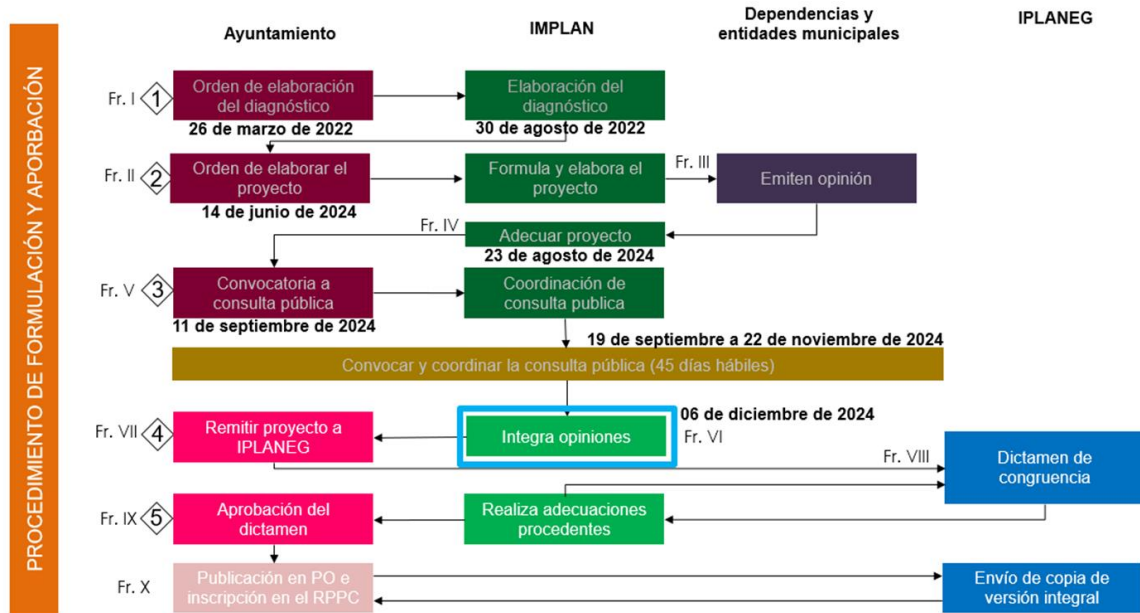 PROCEDIMIENTO DE FORMULACIÓN Y APORBACIÓN
Ayuntamiento
IMPLAN
Dependencias y
entidades municipales
IPLANEG
Fr. I
1
Orden de elaboración
del diagnóstico
26 de marzo de 2022
Elaboración del
diagnóstico
30 de agosto de 2022
Fr. II
2
Orden de elaborar el
proyecto
14 de junio de 2024
Formula y elabora el
proyecto
Fr. III
Emiten opinión
Fr. IV
Adecuar proyecto
23 de agosto de 2024
Fr. V
3
Convocatoria a
consulta pública
11 de septiembre de 2024
Coordinación de
consulta publica
19 de septiembre a 22 de noviembre de 2024
Convocar y coordinar la consulta pública (45 días hábiles)
Fr. VII
4
Remitir proyecto a
IPLANEG
Integra opiniones
06 de diciembre de 2024
Fr. VI
Fr. VIII
Dictamen de
congruencia
Fr. IX
5
Aprobación del
dictamen
Realiza adecuaciones
procedentes
Fr. X
Publicación en PO e
inscripción en el RPPC
Envío de copia de
versión integral